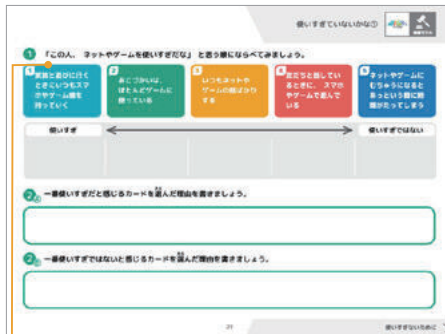 使いすぎていないかな①
1 「この人、ネットやゲームを使いすぎだな」と思う順にならべてみましょう。
1
家族と遊びに行く
ときにいつもスマ
ホやゲーム機を
持っていく
2
おこづかいは、
ほとんどゲームに
使っている
3
いつもネットや
ゲームの話ばかり
する
4
友だちと話してい
るときに、スマホ
やゲームで遊んで
いる
5
ネットやゲームに
むちゅうになると
あっという間に時
間がたってしまう
使いすぎ
使いすぎではない
2 一番使いすぎだと感じるカードを選んだ理由を書きましょう。
2 一番使いすぎではないと感じるカードを選んだ理由を書きましょう。
使いすぎないために